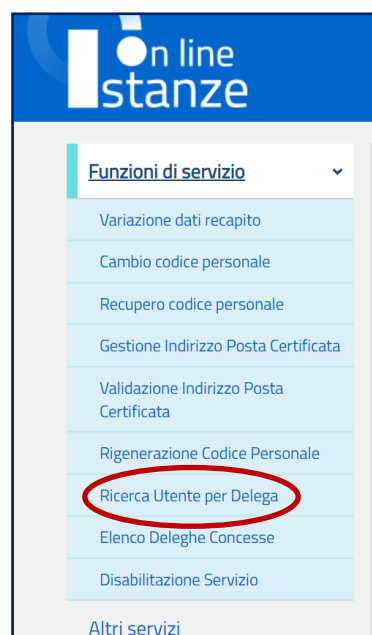 On line
Istanze
Funzioni di servizio
Variazione dati recapito
Cambio codice personale
Recupero codice personale
Gestione Indirizzo Posta Certificata
Validazione Indirizzo Posta
Certificata
Rigenerazione Codice Personale
Ricerca Utente per Delega
Elenco Deleghe Concesse
Disabilitazione Servizio
Altri servizi